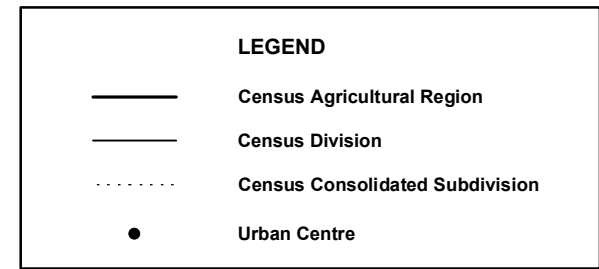 LEGEND
Census Agricultural Region
Census Division
Census Consolidated Subdivision
Urban Centre